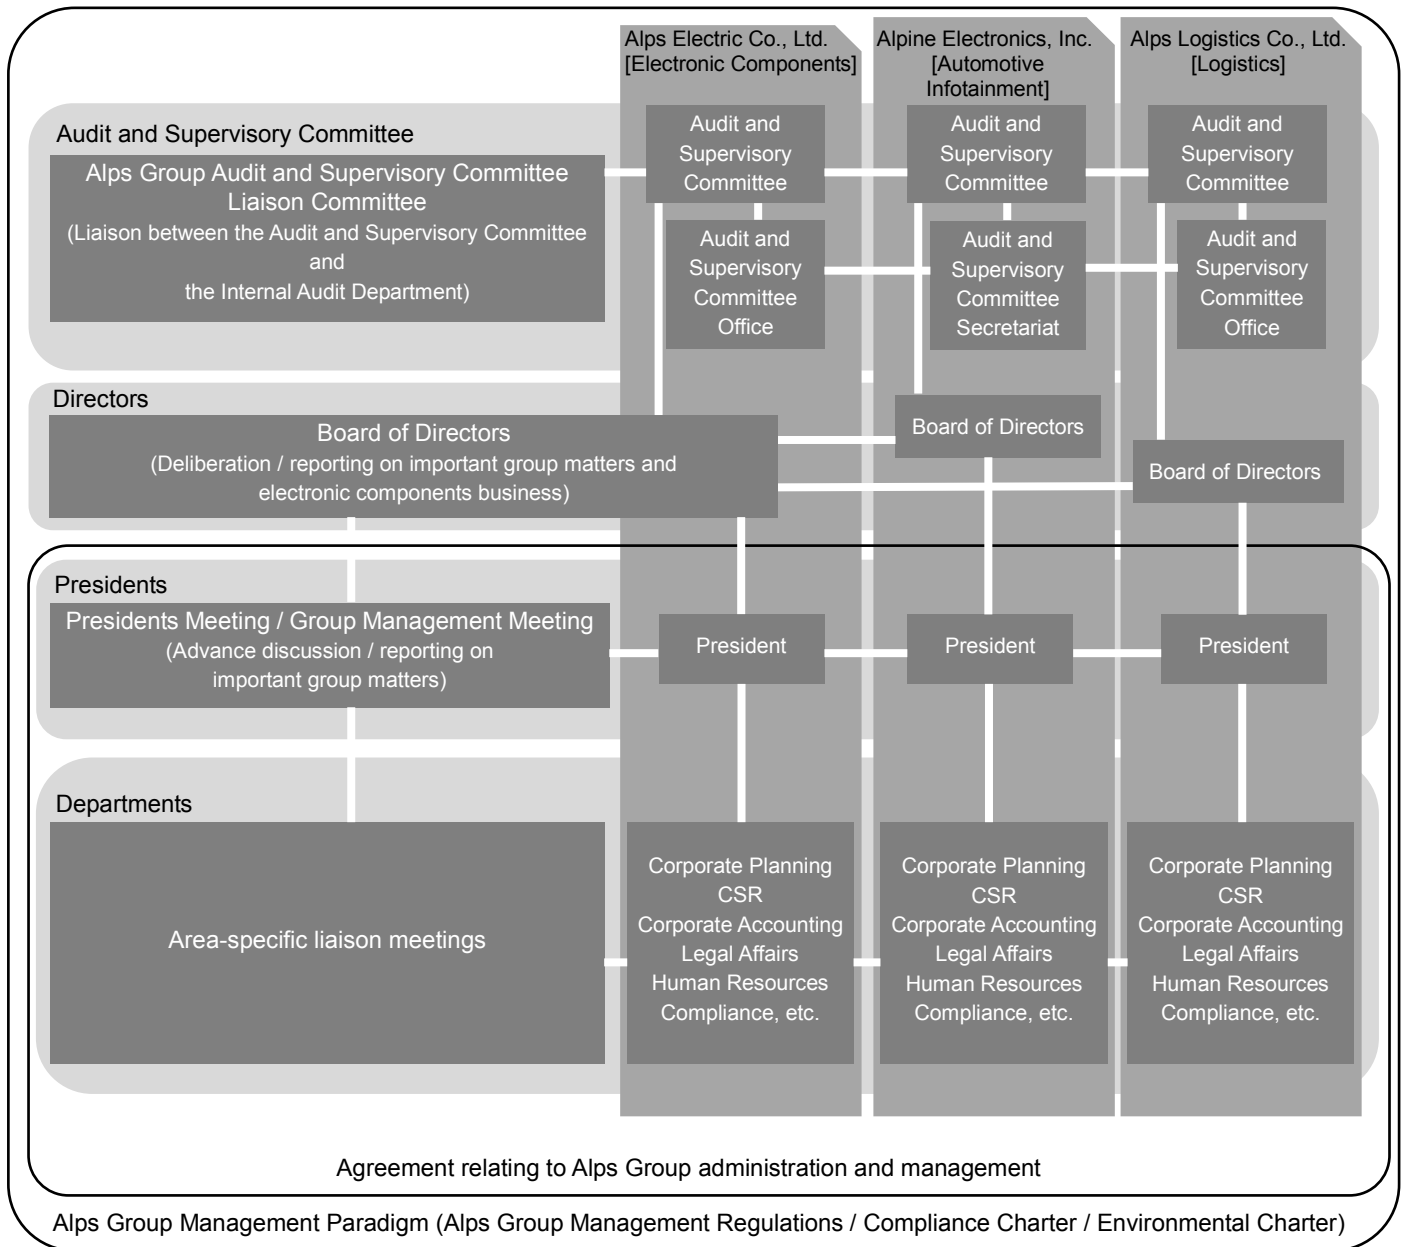 Alps Electric Co., Ltd.
[Electronic Components]
Alpine Electronics, Inc.
[Automotive
Infotainment]
Alps Logistics Co., Ltd.
[Logistics]
Audit and Supervisory Committee
Alps Group Audit and Supervisory Committee
Liaison Committee
(Liaison between the Audit and Supervisory Committee
and
the Internal Audit Department)
Audit and
Supervisory
Committee
Audit and
Supervisory
Committee
Audit and
Supervisory
Committee
Audit and
Supervisory
Committee
Office
Audit and
Supervisory
Committee
Secretariat
Audit and
Supervisory
Committee
Office
Directors
Board of Directors
(Deliberation / reporting on important group matters and
electronic components business)
Board of Directors
Board of Directors
Presidents
Presidents Meeting / Group Management Meeting
(Advance discussion / reporting on
important group matters)
President
President
President
Departments
Area-specific liaison meetings
Corporate Planning
CSR
Corporate Accounting
Legal Affairs
Human Resources
Compliance, etc.
Corporate Planning
CSR
Corporate Accounting
Legal Affairs
Human Resources
Compliance, etc.
Corporate Planning
CSR
Corporate Accounting
Legal Affairs
Human Resources
Compliance, etc.
Agreement relating to Alps Group administration and management
Alps Group Management Paradigm (Alps Group Management Regulations / Compliance Charter / Environmental Charter)